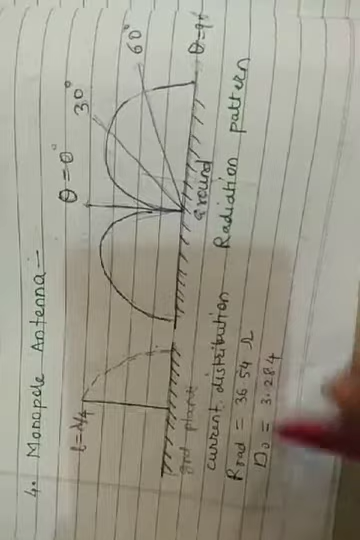 4. Monopole Antenna:-
θ = 0°
30°
60°
θ=90°
l = λ/4
gnd plane
ground
current distribution
Radiation pattern
Rrad = 36.54 Ω
D0 = 3.284